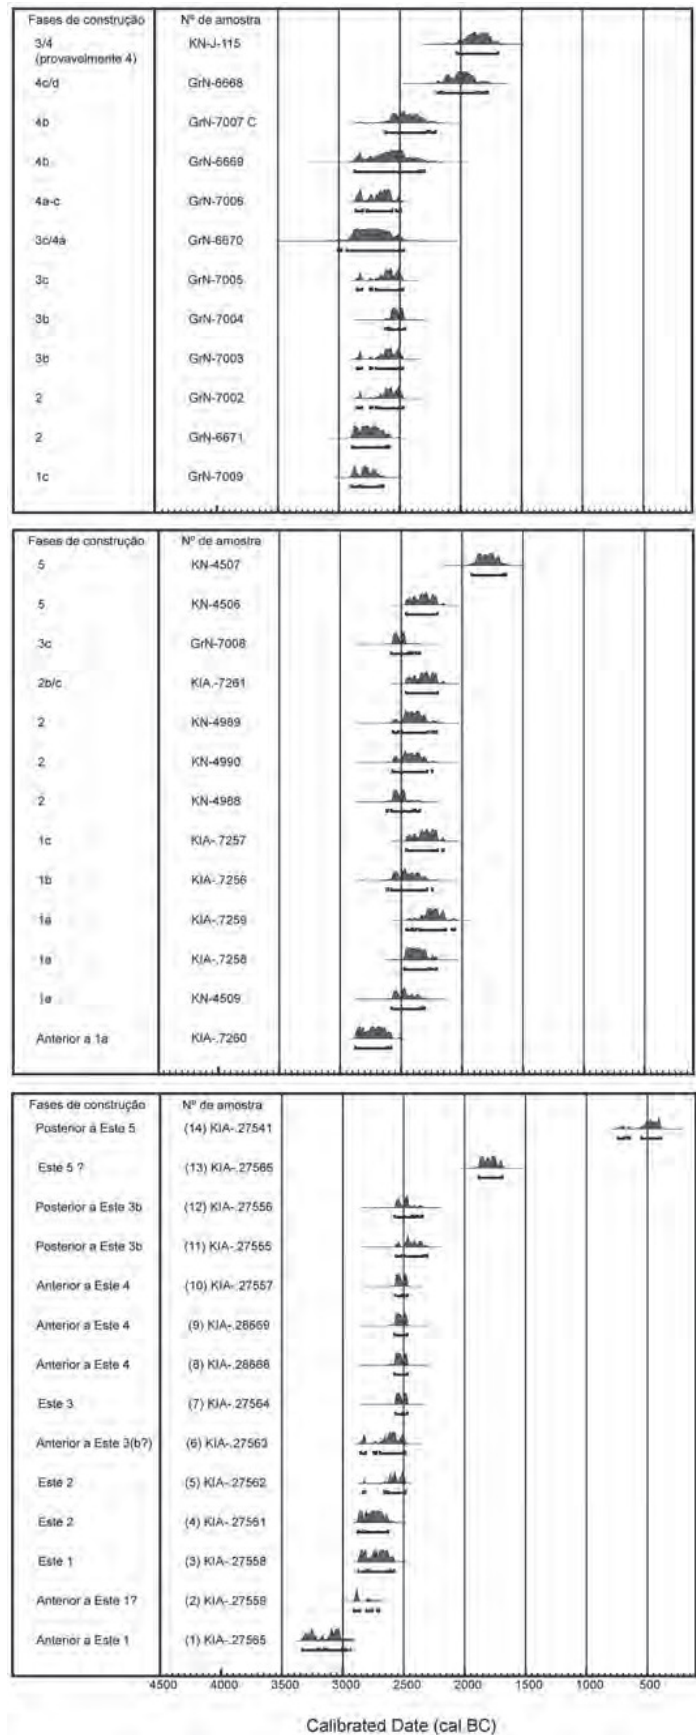 Fases de construção Nº de amostra
3/4 KN-J-115
(provavelmente 4)
4c/d GrN-6668
4b GrN-7007 C
4b GrN-6669
4a-c GrN-7006
3c/4a GrN-6670
3c GrN-7005
3b GrN-7004
3b GrN-7003
2 GrN-7002
2 GrN-6671
1c GrN-7009
Fases de construção Nº de amostra
5 KN-4507
5 KN-4506
3c GrN-7008
2b/c KIA.-7261
2 KN-4989
2 KN-4990
2 KN-4988
1c KIA-.7257
1b KIA-.7256
1a KIA-.7259
1a KIA-.7258
1a KN-4509
Anterior a 1a KIA-.7260
Fases de construção Nº de amostra
Posterior a Este 5 (14) KIA-.27541
Este 5 ? (13) KIA-.27566
Posterior a Este 3b (12) KIA-.27556
Posterior a Este 3b (11) KIA-.27555
Anterior a Este 4 (10) KIA-.27557
Anterior a Este 4 (9) KIA-.28669
Anterior a Este 4 (8) KIA-.28668
Este 3 (7) KIA-.27564
Anterior a Este 3(b?) (6) KIA-.27563
Este 2 (5) KIA-.27562
Este 2 (4) KIA-.27561
Este 1 (3) KIA-.27558
Anterior a Este 1? (2) KIA-.27559
Anterior a Este 1 (1) KIA-.27565
4500 4000 3500 3000 2500 2000 1500 1000 500
Calibrated Date (cal BC)